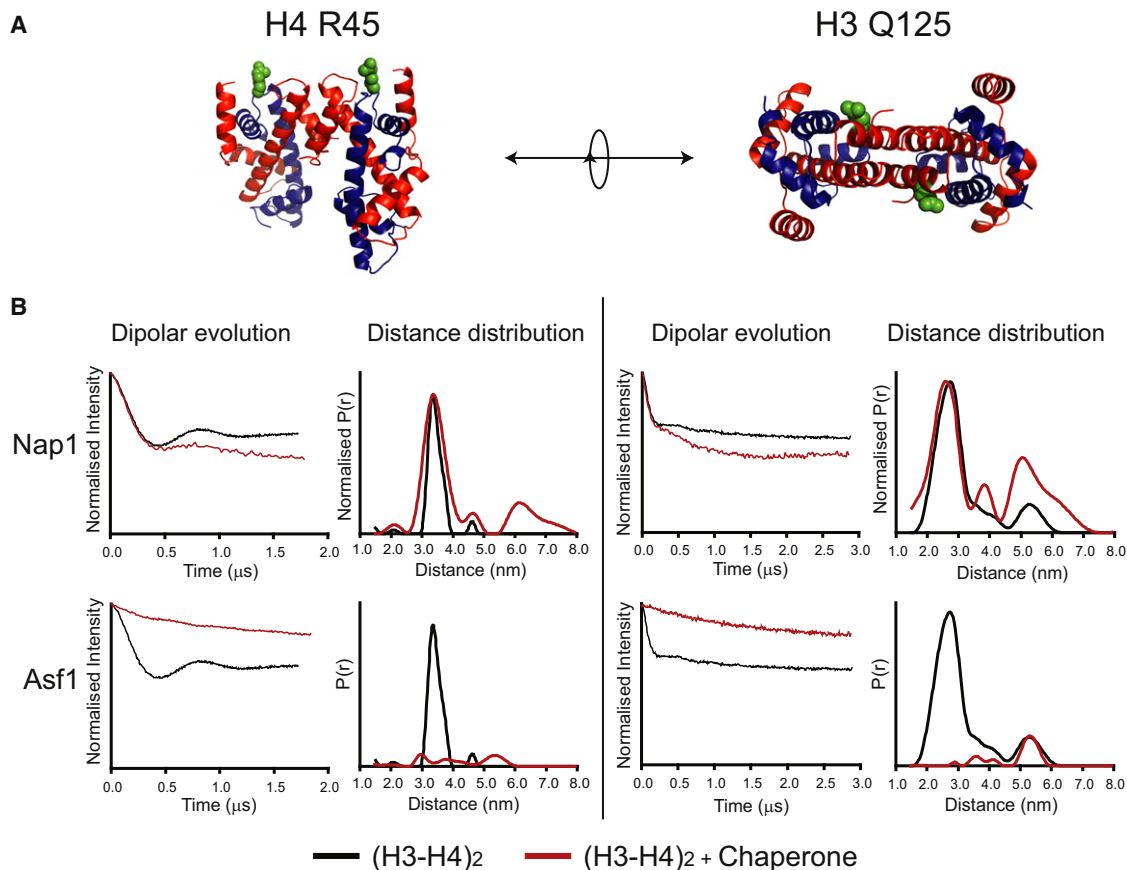 A
H4 R45
H3 Q125
B
Dipolar evolution
Distance distribution
Dipolar evolution
Distance distribution
Nap1
Normalised Intensity
0.0 0.5 1.0 1.5 2.0
Time (μs)
Normalised P(r)
1.0 2.0 3.0 4.0 5.0 6.0 7.0 8.0
Distance (nm)
Normalised Intensity
0.0 0.5 1.0 1.5 2.0 2.5 3.0
Time (μs)
Normalised P(r)
1.0 2.0 3.0 4.0 5.0 6.0 7.0 8.0
Distance (nm)
Asf1
Normalised Intensity
0.0 0.5 1.0 1.5 2.0
Time (μs)
P(r)
1.0 2.0 3.0 4.0 5.0 6.0 7.0 8.0
Distance (nm)
Normalised Intensity
0.0 0.5 1.0 1.5 2.0 2.5 3.0
Time (μs)
P(r)
1.0 2.0 3.0 4.0 5.0 6.0 7.0 8.0
Distance (nm)
(H3-H4)2
(H3-H4)2 + Chaperone